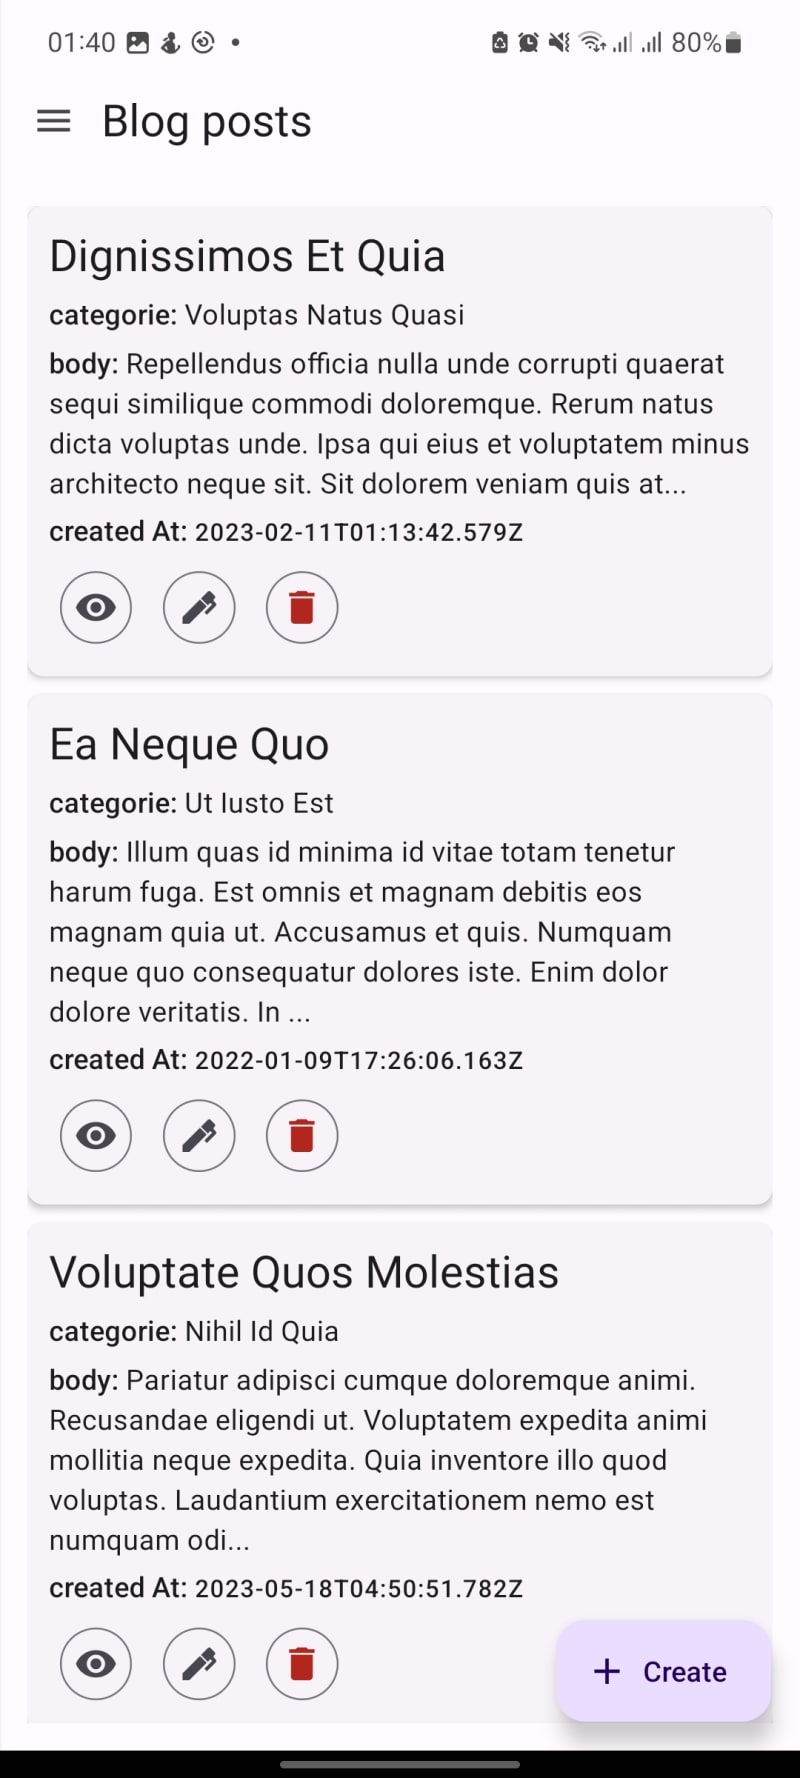 01:40
80%
Blog posts
Dignissimos Et Quia
categorie: Voluptas Natus Quasi
body: Repellendus officia nulla unde corrupti quaerat
sequi similique commodi doloremque. Rerum natus
dicta voluptas unde. Ipsa qui eius et voluptatem minus
architecto neque sit. Sit dolorem veniam quis at...
created At: 2023-02-11T01:13:42.579Z
Ea Neque Quo
categorie: Ut Iusto Est
body: Illum quas id minima id vitae totam tenetur
harum fuga. Est omnis et magnam debitis eos
magnam quia ut. Accusamus et quis. Numquam
neque quo consequatur dolores iste. Enim dolor
dolore veritatis. In ...
created At: 2022-01-09T17:26:06.163Z
Voluptate Quos Molestias
categorie: Nihil Id Quia
body: Pariatur adipisci cumque doloremque animi.
Recusandae eligendi ut. Voluptatem expedita animi
mollitia neque expedita. Quia inventore illo quod
voluptas. Laudantium exercitationem nemo est
numquam odi...
created At: 2023-05-18T04:50:51.782Z
+ Create